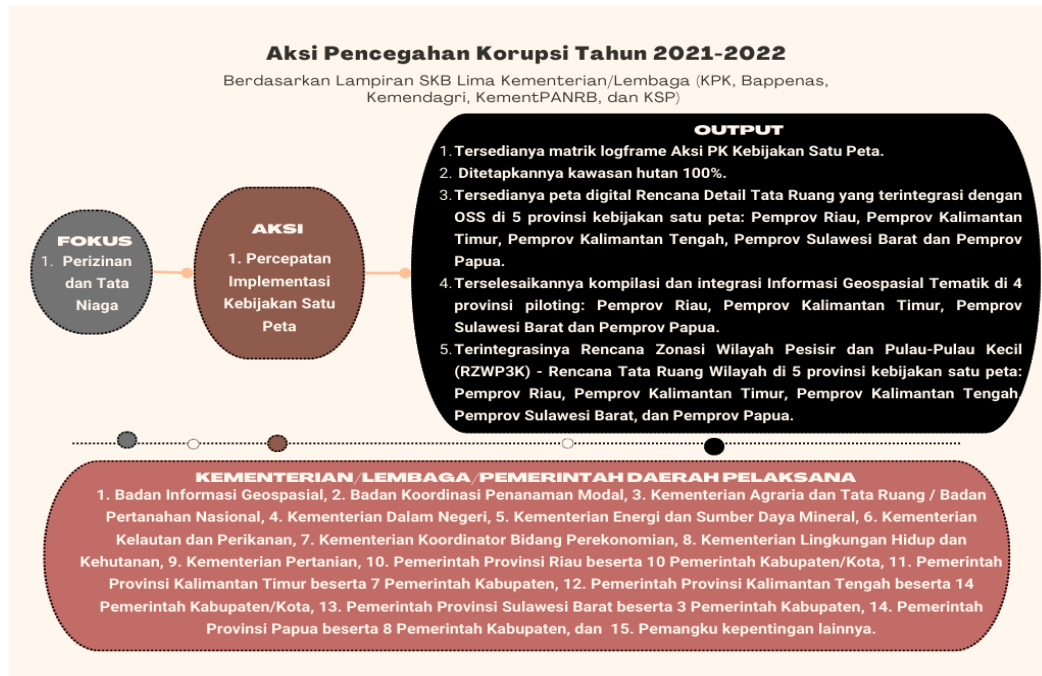 Aksi Pencegahan Korupsi Tahun 2021-2022
Berdasarkan Lampiran SKB Lima Kementerian/Lembaga (KPK, Bappenas,
Kemendagri, KementPANRB, dan KSP)
FOKUS
1. Perizinan
dan Tata
Niaga
AKSI
1. Percepatan
Implementasi
Kebijakan Satu
Peta
OUTPUT
1. Tersedianya matrik logframe Aksi PK Kebijakan Satu Peta.
2. Ditetapkannya kawasan hutan 100%.
3. Tersedianya peta digital Rencana Detail Tata Ruang yang terintegrasi dengan
OSS di 5 provinsi kebijakan satu peta: Pemprov Riau, Pemprov Kalimantan
Timur, Pemprov Kalimantan Tengah, Pemprov Sulawesi Barat dan Pemprov
Papua.
4. Terselesaikannya kompilasi dan integrasi Informasi Geospasial Tematik di 4
provinsi piloting: Pemprov Riau, Pemprov Kalimantan Timur, Pemprov
Sulawesi Barat dan Pemprov Papua.
5. Terintegrasinya Rencana Zonasi Wilayah Pesisir dan Pulau-Pulau Kecil
(RZWP3K) - Rencana Tata Ruang Wilayah di 5 provinsi kebijakan satu peta:
Pemprov Riau, Pemprov Kalimantan Timur, Pemprov Kalimantan Tengah,
Pemprov Sulawesi Barat, dan Pemprov Papua.
KEMENTERIAN/LEMBAGA/PEMERINTAH DAERAH PELAKSANA
1. Badan Informasi Geospasial, 2. Badan Koordinasi Penanaman Modal, 3. Kementerian Agraria dan Tata Ruang / Badan
Pertanahan Nasional, 4. Kementerian Dalam Negeri, 5. Kementerian Energi dan Sumber Daya Mineral, 6. Kementerian
Kelautan dan Perikanan, 7. Kementerian Koordinator Bidang Perekonomian, 8. Kementerian Lingkungan Hidup dan
Kehutanan, 9. Kementerian Pertanian, 10. Pemerintah Provinsi Riau beserta 10 Pemerintah Kabupaten/Kota, 11. Pemerintah
Provinsi Kalimantan Timur beserta 7 Pemerintah Kabupaten, 12. Pemerintah Provinsi Kalimantan Tengah beserta 14
Pemerintah Kabupaten/Kota, 13. Pemerintah Provinsi Sulawesi Barat beserta 3 Pemerintah Kabupaten, 14. Pemerintah
Provinsi Papua beserta 8 Pemerintah Kabupaten, dan 15. Pemangku kepentingan lainnya.